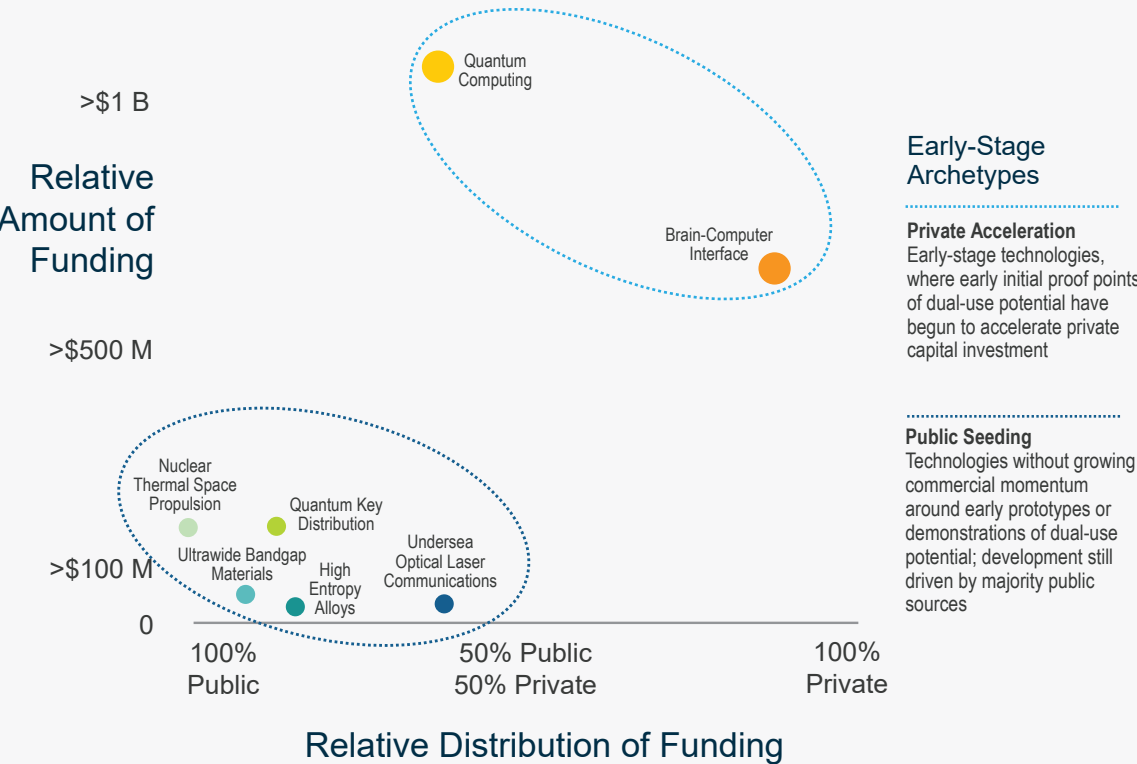 Quantum
Computing
>$1 B
Early-Stage
Archetypes
Relative
Amount of
Funding
Private Acceleration
Early-stage technologies,
where early initial proof points
of dual-use potential have
begun to accelerate private
capital investment
Brain-Computer
Interface
>$500 M
Public Seeding
Technologies without growing
commercial momentum
around early prototypes or
demonstrations of dual-use
potential; development still
driven by majority public
sources
Nuclear
Thermal Space
Propulsion
Quantum Key
Distribution
Ultrawide Bandgap
Materials
High
Entropy
Alloys
Undersea
Optical Laser
Communications
>$100 M
0
100%
Public
50% Public
50% Private
100%
Private
Relative Distribution of Funding